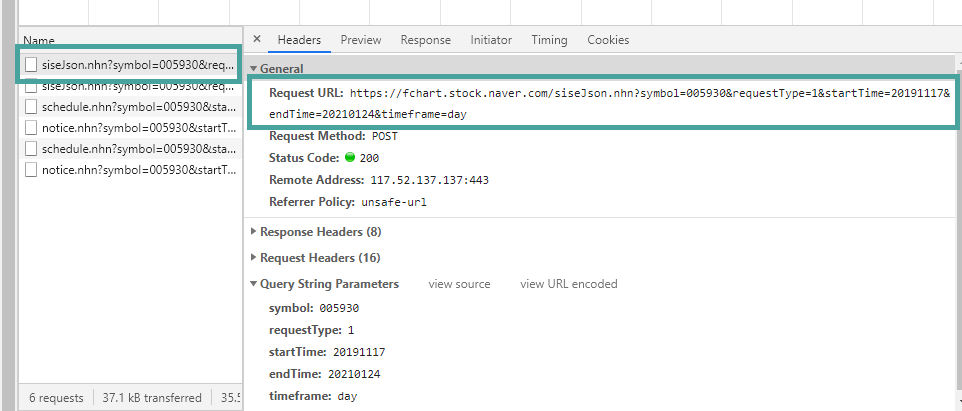 Name
siseJson.nhn?symbol=005930&req...
siseJson.nhn?symbol=005930&req...
schedule.nhn?symbol=005930&sta...
notice.nhn?symbol=005930&startT...
schedule.nhn?symbol=005930&sta...
notice.nhn?symbol=005930&startT...
6 requests 37.1 kB transferred 35.5
× Headers Preview Response Initiator Timing Cookies
▼ General
Request URL: https://fchart.stock.naver.com/siseJson.nhn?symbol=005930&requestType=1&startTime=20191117&
endTime=20210124&timeframe=day
Request Method: POST
Status Code: 200
Remote Address: 117.52.137.137:443
Referrer Policy: unsafe-url
▶ Response Headers (8)
▶ Request Headers (16)
▼ Query String Parameters view source view URL encoded
symbol: 005930
requestType: 1
startTime: 20191117
endTime: 20210124
timeframe: day